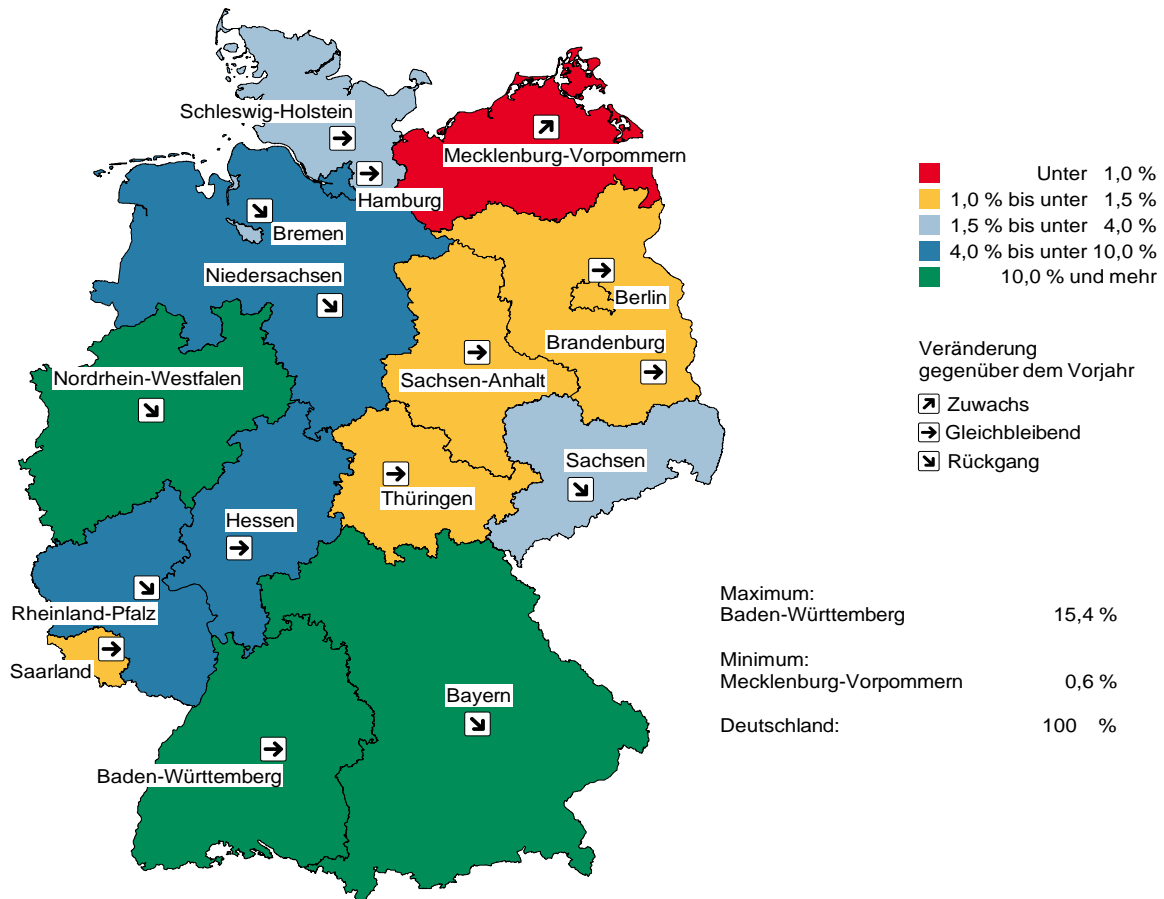 Schleswig-Holstein
Mecklenburg-Vorpommern
Hamburg
Bremen
Niedersachsen
Berlin
Brandenburg
Nordrhein-Westfalen
Sachsen-Anhalt
Sachsen
Thüringen
Hessen
Rheinland-Pfalz
Saarland
Bayern
Baden-Württemberg
Unter 1,0 %
1,0 % bis unter 1,5 %
1,5 % bis unter 4,0 %
4,0 % bis unter 10,0 %
10,0 % und mehr
Veränderung
gegenüber dem Vorjahr
Zuwachs
Gleichbleibend
Rückgang
Maximum:
Baden-Württemberg 15,4 %
Minimum:
Mecklenburg-Vorpommern 0,6 %
Deutschland: 100 %